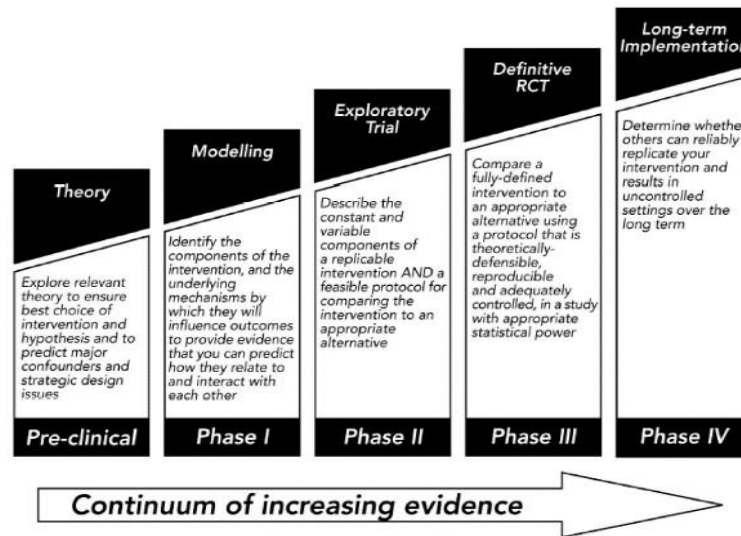 Theory
Explore relevant
theory to ensure
best choice of
intervention and
hypothesis and to
predict major
confounders and
strategic design
issues
Pre-clinical
Modelling
Identify the
components of the
intervention, and the
underlying
mechanisms by
which they will
influence outcomes
to provide evidence
that you can predict
how they relate to
and interact with
each other
Phase I
Exploratory
Trial
Describe the
constant and
variable
components of
a replicable
intervention AND a
feasible protocol for
comparing the
intervention to an
appropriate
alternative
Phase II
Definitive
RCT
Compare a
fully-defined
intervention to
an appropriate
alternative using
a protocol that is
theoretically-
defensible,
reproducible
and adequately
controlled, in a study
with appropriate
statistical power
Phase III
Long-term
Implementation
Determine whether
others can reliably
replicate your
intervention and
results in
uncontrolled
settings over the
long term
Phase IV
Continuum of increasing evidence